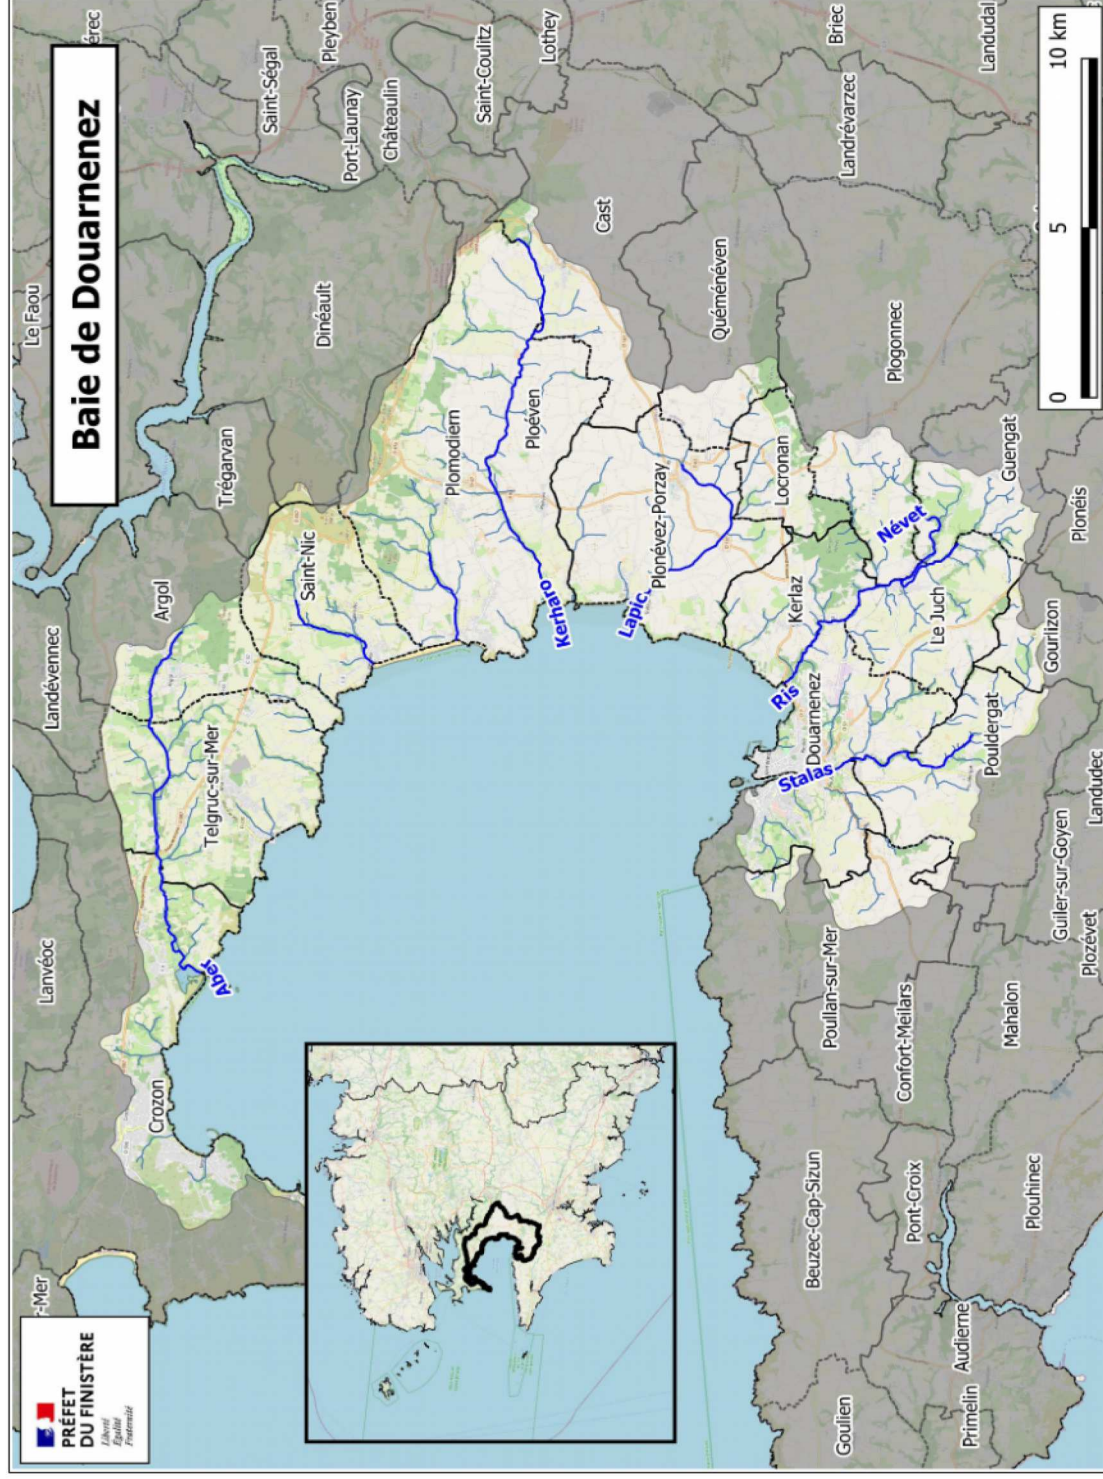 Baie de Douarnenez
PRÉFET
DU FINISTÈRE
Liberté
Égalité
Fraternité
-Mer
Lanvéoc
Landévennec
Le Faou
Argol
Trégarvan
Dinéault
Saint-Ségal
Pleyben
Port-Launay
Châteaulin
Saint-Coulitz
Lothey
Crozon
Aber
Telgruc-sur-Mer
Saint-Nic
Plomodiern
Ploéven
Kerharo
Cast
Lapic
Plonévez-Porzay
Quéménéven
Briec
Landrévarzec
Landudal
Locronan
Kerlaz
Ris
Névet
Plogonnec
Douarnenez
Stalas
Le Juch
Guengat
Pouldergat
Plonéis
Gourlizon
Poullan-sur-Mer
Beuzec-Cap-Sizun
Confort-Meilars
Pont-Croix
Goulien
Primelin
Audierne
Plouhinec
Mahalon
Guiler-sur-Goyen
Plozévet
Landudec
0 5 10 km